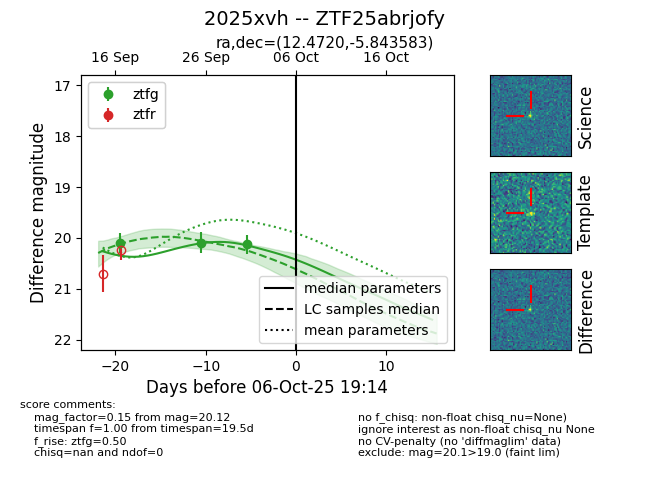 2025xvh -- ZTF25abrjofy
ra,dec=(12.4720,-5.843583)
16 Sep 26 Sep 06 Oct 16 Oct
ztfg
ztfr
17
18
19
20
21
22
Difference magnitude
median parameters
LC samples median
mean parameters
−20 −10 0 10
Days before 06-Oct-25 19:14
Science
Template
Difference
score comments:
mag_factor=0.15 from mag=20.12
timespan f=1.00 from timespan=19.5d
f_rise: ztfg=0.50
chisq=nan and ndof=0
no f_chisq: non-float chisq_nu=None)
ignore interest as non-float chisq_nu None
no CV-penalty (no 'diffmaglim' data)
exclude: mag=20.1>19.0 (faint lim)